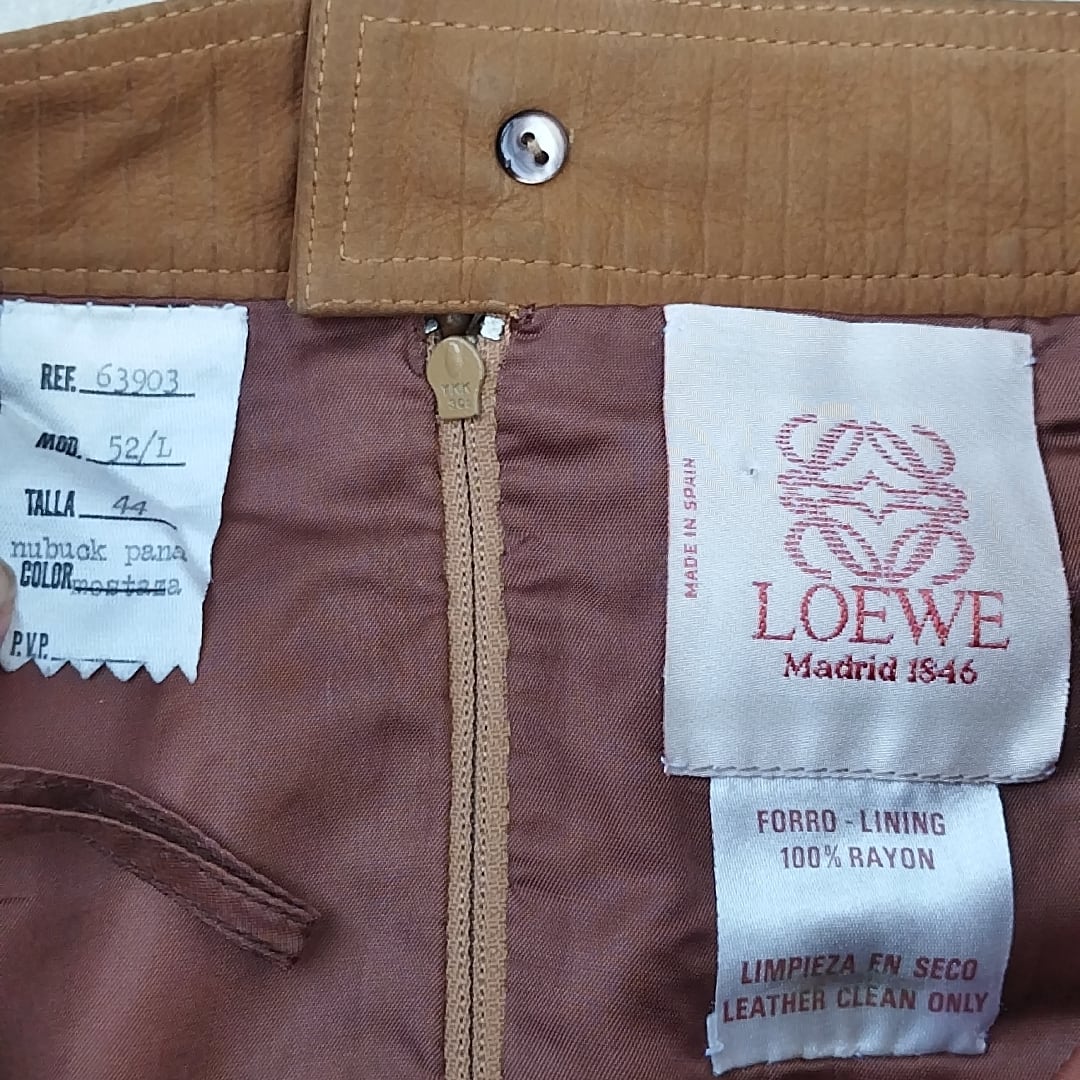 REF. 63903
MOD. 52/L
TALLA 44
nubuck pana
COLOR mostaza
P.V.P.
YKK
MADE IN SPAIN
LOEWE
Madrid 1846
FORRO - LINING
100% RAYON
LIMPIEZA EN SECO
LEATHER CLEAN ONLY